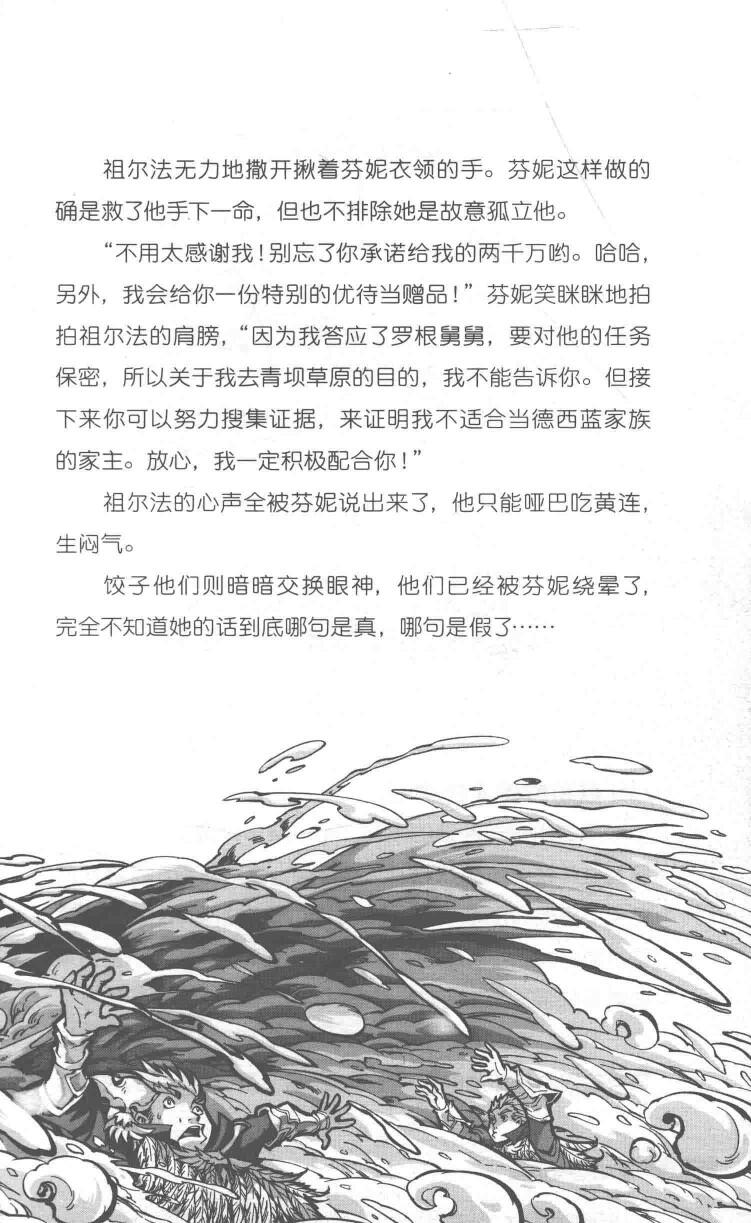 祖尔法无力地撒开揪着芬妮衣领的手。芬妮这样做的
确是救了他手下一命，但也不排除她是故意孤立他。
“不用太感谢我！别忘了你承诺给我的两千万哟。哈哈，
另外，我会给你一份特别的优待当赠品！”芬妮笑眯眯地拍
拍祖尔法的肩膀，“因为我答应了罗根舅舅，要对他的任务
保密，所以关于我去青坝草原的目的，我不能告诉你。但接
下来你可以努力搜集证据，来证明我不适合当德西蓝家族
的家主。放心，我一定积极配合你！”
祖尔法的心声全被芬妮说出来了，他只能哑巴吃黄连，
生闷气。
饺子他们则暗暗交换眼神，他们已经被芬妮绕晕了，
完全不知道她的话到底哪句是真，哪句是假了……